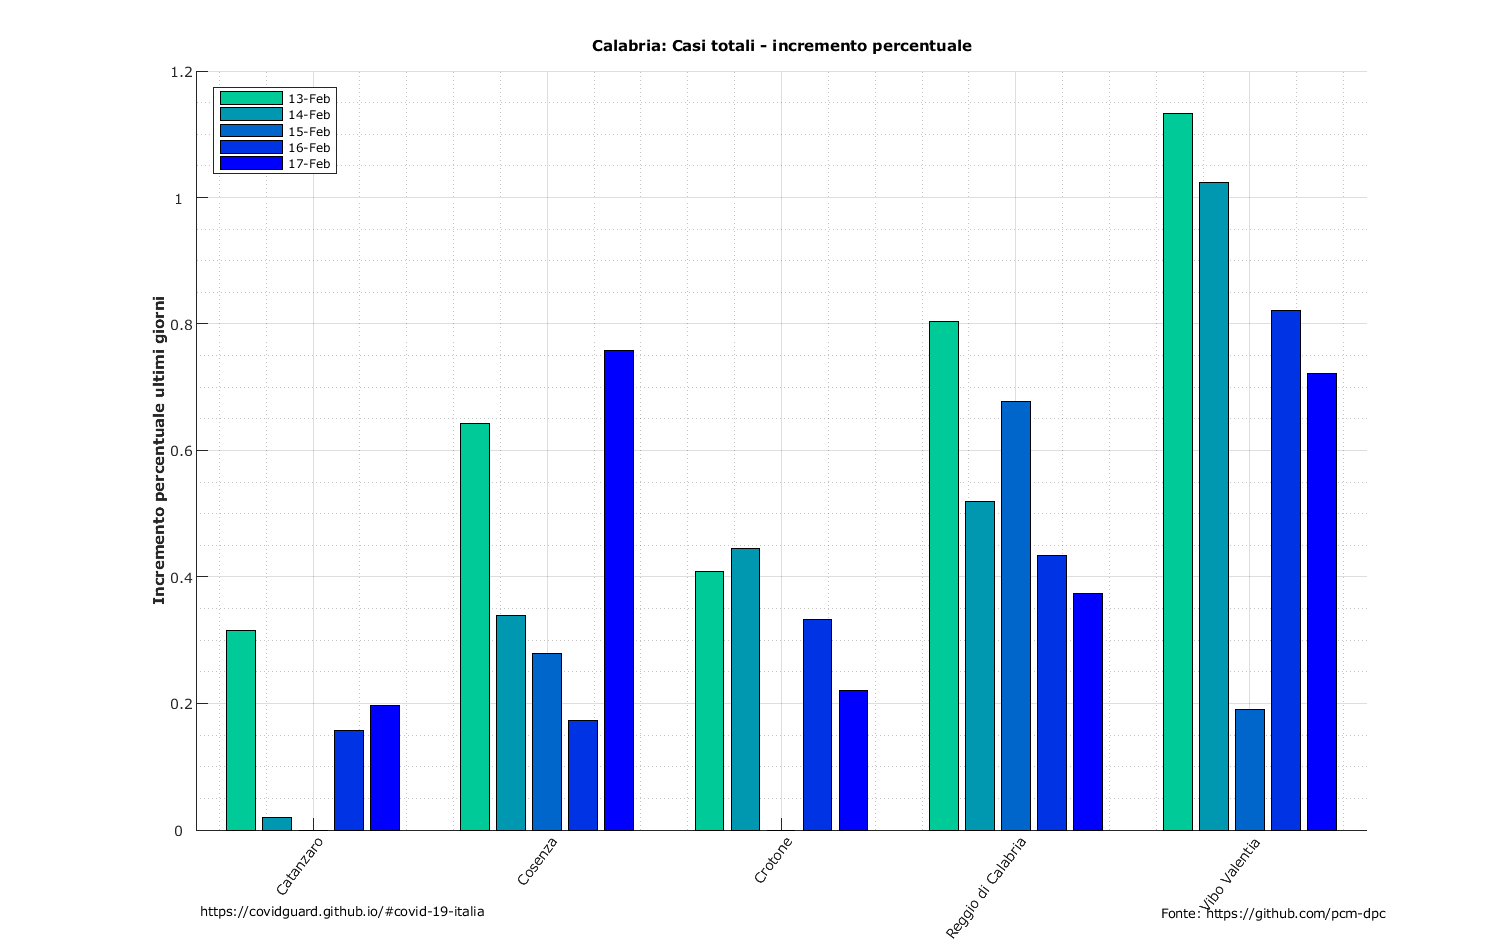 Calabria: Casi totali - incremento percentuale
13-Feb
14-Feb
15-Feb
16-Feb
17-Feb
Incremento percentuale ultimi giorni
1.2
1
0.8
0.6
0.4
0.2
0
Catanzaro
Cosenza
Crotone
Reggio di Calabria
Vibo Valentia
https://covidguard.github.io/#covid-19-italia
Fonte: https://github.com/pcm-dpc